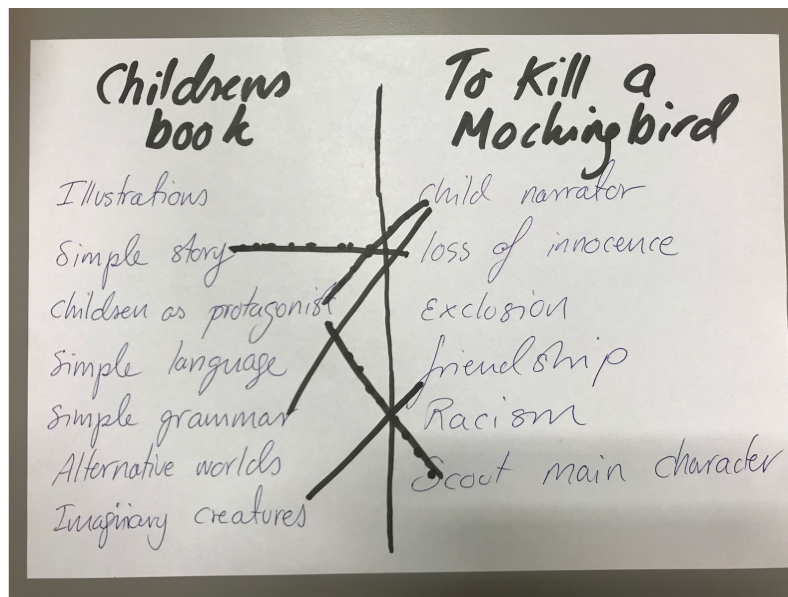 Childrens
book
Illustrations
Simple story
Children as protagonist
Simple language
Simple grammar
Alternative worlds
Imaginary creatures
To Kill a
Mockingbird
Child narrator
loss of innocence
Exclusion
friendship
Racism
Scout main character